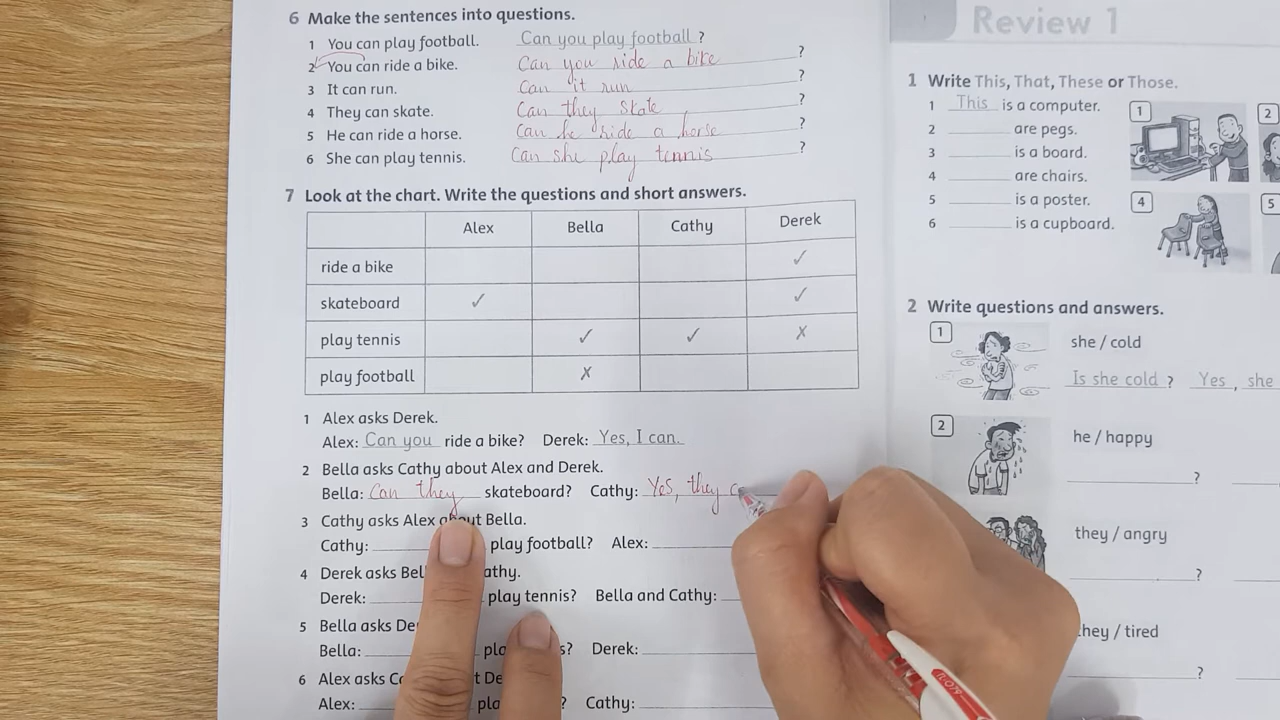 6 Make the sentences into questions.
1 You can play football. Can you play football ?
2 You can ride a bike. Can you ride a bike ?
3 It can run. Can it run ?
4 They can skate. Can they skate ?
5 He can ride a horse. Can he ride a horse ?
6 She can play tennis. Can she play tennis ?
7 Look at the chart. Write the questions and short answers.
Alex Bella Cathy Derek
ride a bike ✓
skateboard ✓ ✓
play tennis ✓ ✓ ✗
play football ✗
1 Alex asks Derek.
Alex: Can you ride a bike? Derek: Yes, I can.
2 Bella asks Cathy about Alex and Derek.
Bella: Can they skateboard? Cathy: Yes, they c
3 Cathy asks Alex about Bella.
Cathy: play football? Alex:
4 Derek asks
Derek: play tennis? Bella and Cathy:
5 Bella asks
Bella: Derek:
6 Alex asks
Alex: ? Cathy:
Review 1
1 Write This, That, These or Those.
1 This is a computer.
2 are pegs.
3 is a board.
4 are chairs.
5 is a poster.
6 is a cupboard.
1
2
4
5
2 Write questions and answers.
1 she / cold
Is she cold ? Yes , she
2 he / happy
?
they / angry
?
they / tired
?